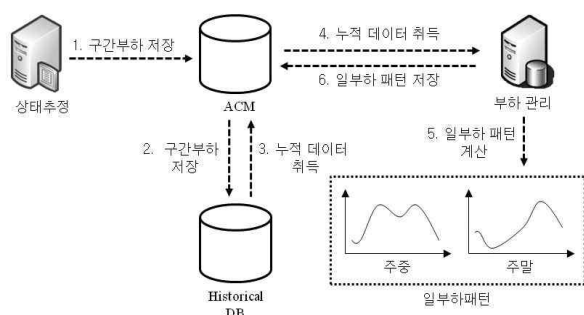 1. 구간부하 저장
4. 누적 데이터 취득
6. 일부하 패턴 저장
상태추정
ACM
부하 관리
2. 구간부하
저장
3. 누적 데이터
취득
5. 일부하 패턴
계산
주중
주말
Historical
DB
일부하패턴